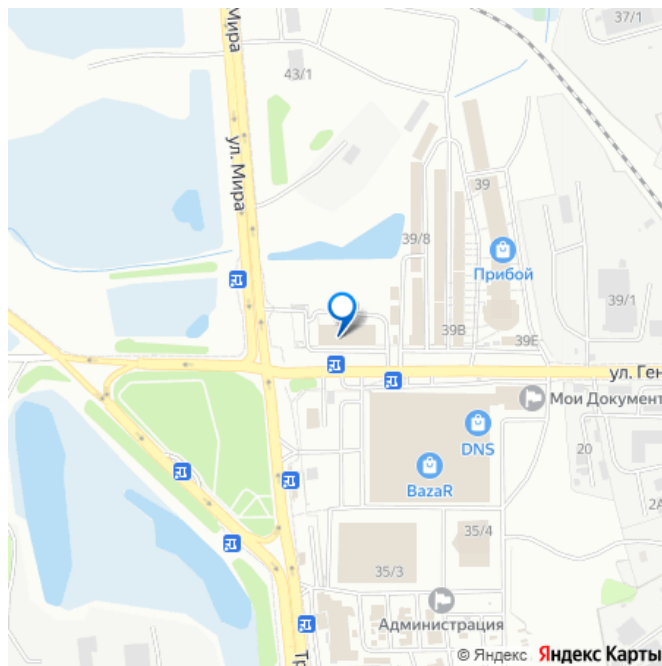 Мира
37/1
43/1
ул. Мира
39
39/8
Прибой
39/1
39В
39Е
ул. Ген
Мои Документ
DNS
20
BazaR
2А
35/4
35/3
Администрация
Тр
© Яндекс Яндекс Карты